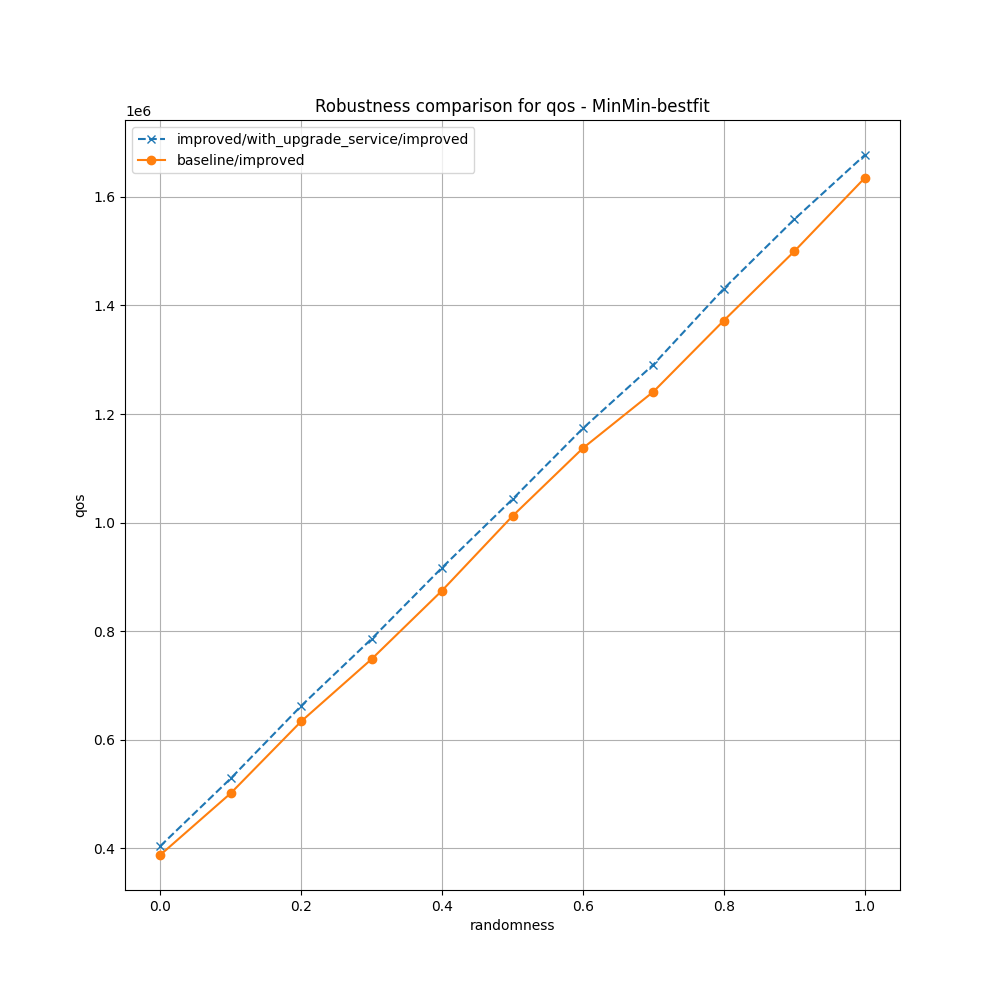 Robustness comparison for qos - MinMin-bestfit
1e6
improved/with_upgrade_service/improved
baseline/improved
1.6
1.4
1.2
1.0
0.8
0.6
0.4
qos
0.0 0.2 0.4 0.6 0.8 1.0
randomness